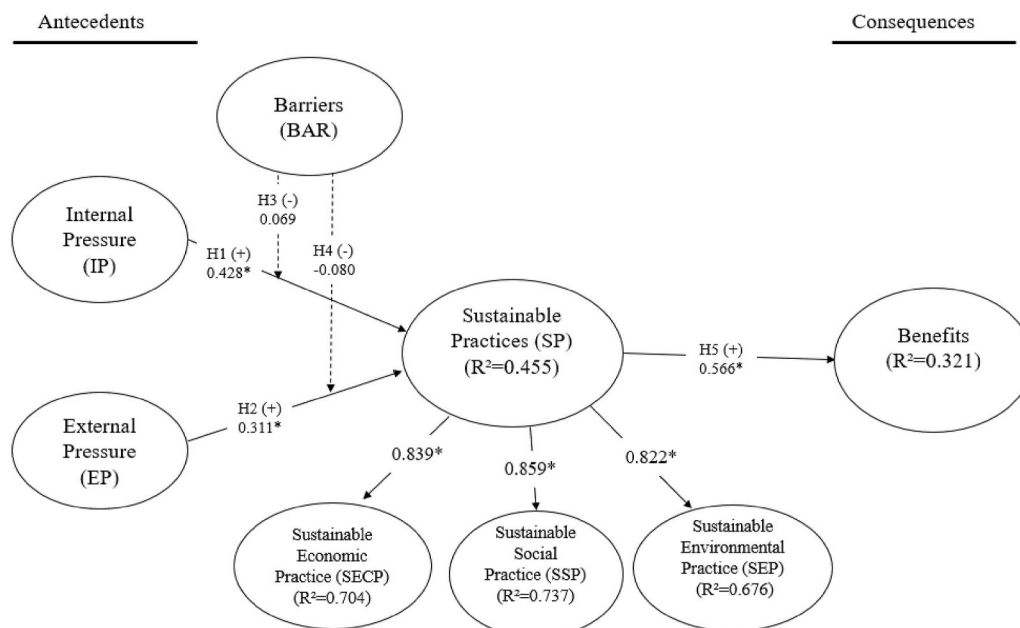 Antecedents
Consequences
Barriers
(BAR)
Internal
Pressure
(IP)
H3 (-)
0.069
H1 (+)
0.428*
H4 (-)
-0.080
Sustainable
Practices (SP)
(R²=0.455)
H5 (+)
0.566*
Benefits
(R²=0.321)
External
Pressure
(EP)
H2 (+)
0.311*
0.839*
0.859*
0.822*
Sustainable
Economic
Practice (SECP)
(R²=0.704)
Sustainable
Social
Practice (SSP)
(R²=0.737)
Sustainable
Environmental
Practice (SEP)
(R²=0.676)